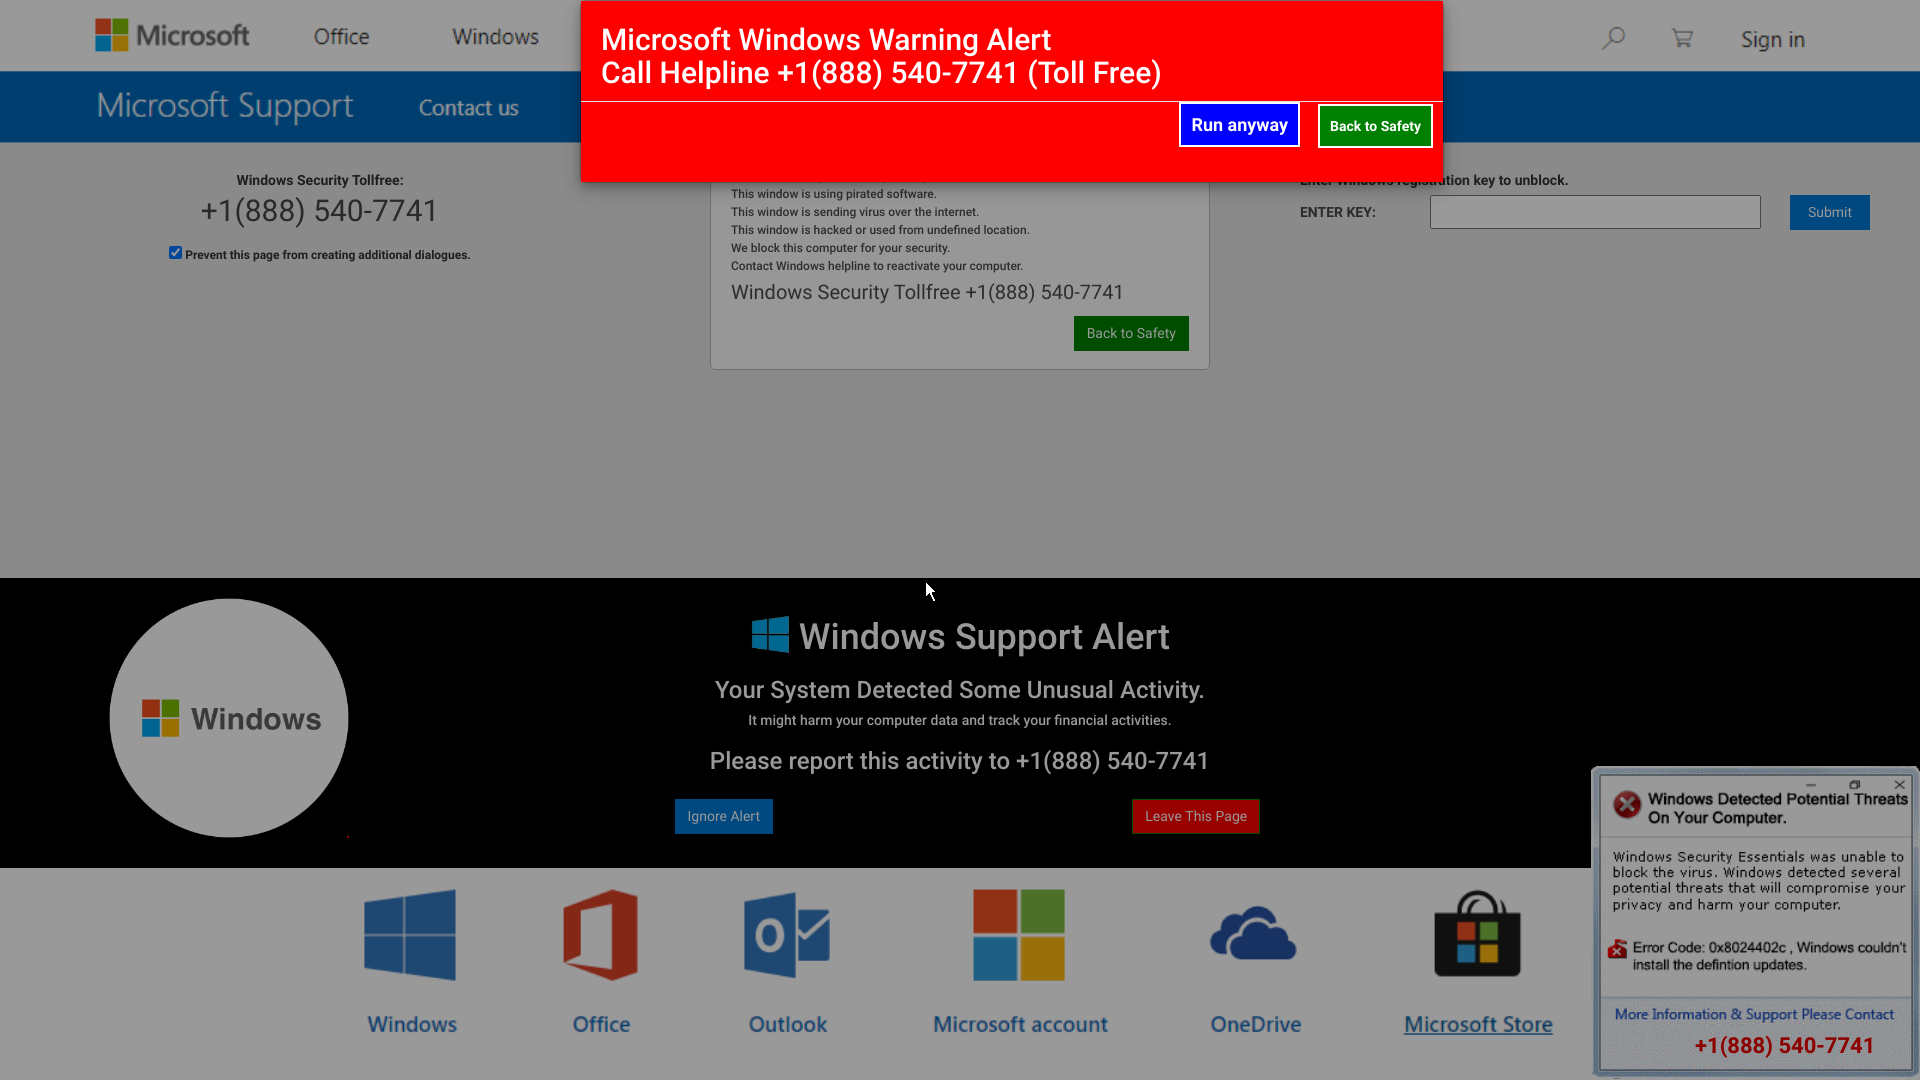 Microsoft
Office
Windows
Sign in
Microsoft Windows Warning Alert
Call Helpline +1(888) 540-7741 (Toll Free)
Run anyway
Back to Safety
Microsoft Support
Contact us
Windows Security Tollfree:
+1(888) 540-7741
Prevent this page from creating additional dialogues.
This window is using pirated software.
This window is sending virus over the internet.
This window is hacked or used from undefined location.
We block this computer for your security.
Contact Windows helpline to reactivate your computer.
Windows Security Tollfree +1(888) 540-7741
Back to Safety
Enter Windows registration key to unblock.
ENTER KEY:
Submit
Windows
Windows Support Alert
Your System Detected Some Unusual Activity.
It might harm your computer data and track your financial activities.
Please report this activity to +1(888) 540-7741
Ignore Alert
Leave This Page
Windows
Office
Outlook
Microsoft account
OneDrive
Microsoft Store
Windows Detected Potential Threats
On Your Computer.
Windows Security Essentials was unable to
block the virus. Windows detected several
potential threats that will compromise your
privacy and harm your computer.
Error Code: 0x8024402c , Windows couldn't
install the defintion updates.
More Information & Support Please Contact
+1(888) 540-7741